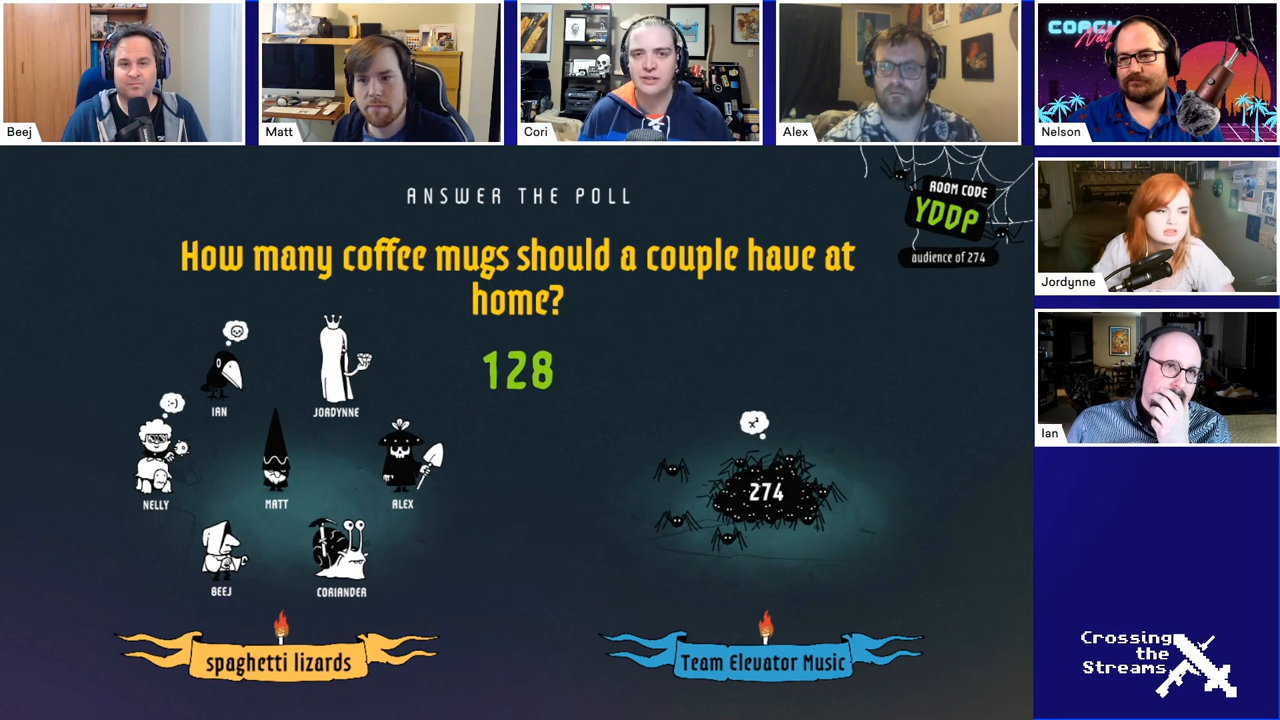 Beej
Matt
Cori
Alex
Nelson
ANSWER THE POLL
ROOM CODE
YDDP
audience of 274
How many coffee mugs should a couple have at
home?
128
IAN
JORDYNNE
NELLY
MATT
ALEX
BEEJ
CORIANDER
274
spaghetti lizards
Team Elevator Music
Jordynne
Ian
Crossing
the
Streams